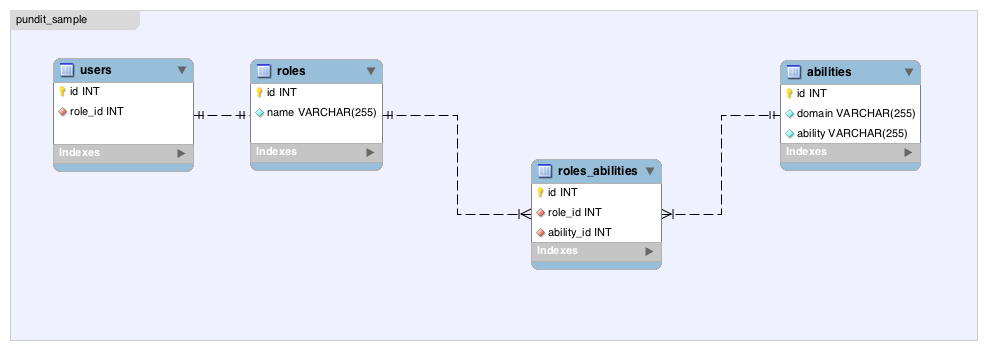 pundit_sample
users
id INT
role_id INT
Indexes
roles
id INT
name VARCHAR(255)
Indexes
roles_abilities
id INT
role_id INT
ability_id INT
Indexes
abilities
id INT
domain VARCHAR(255)
ability VARCHAR(255)
Indexes